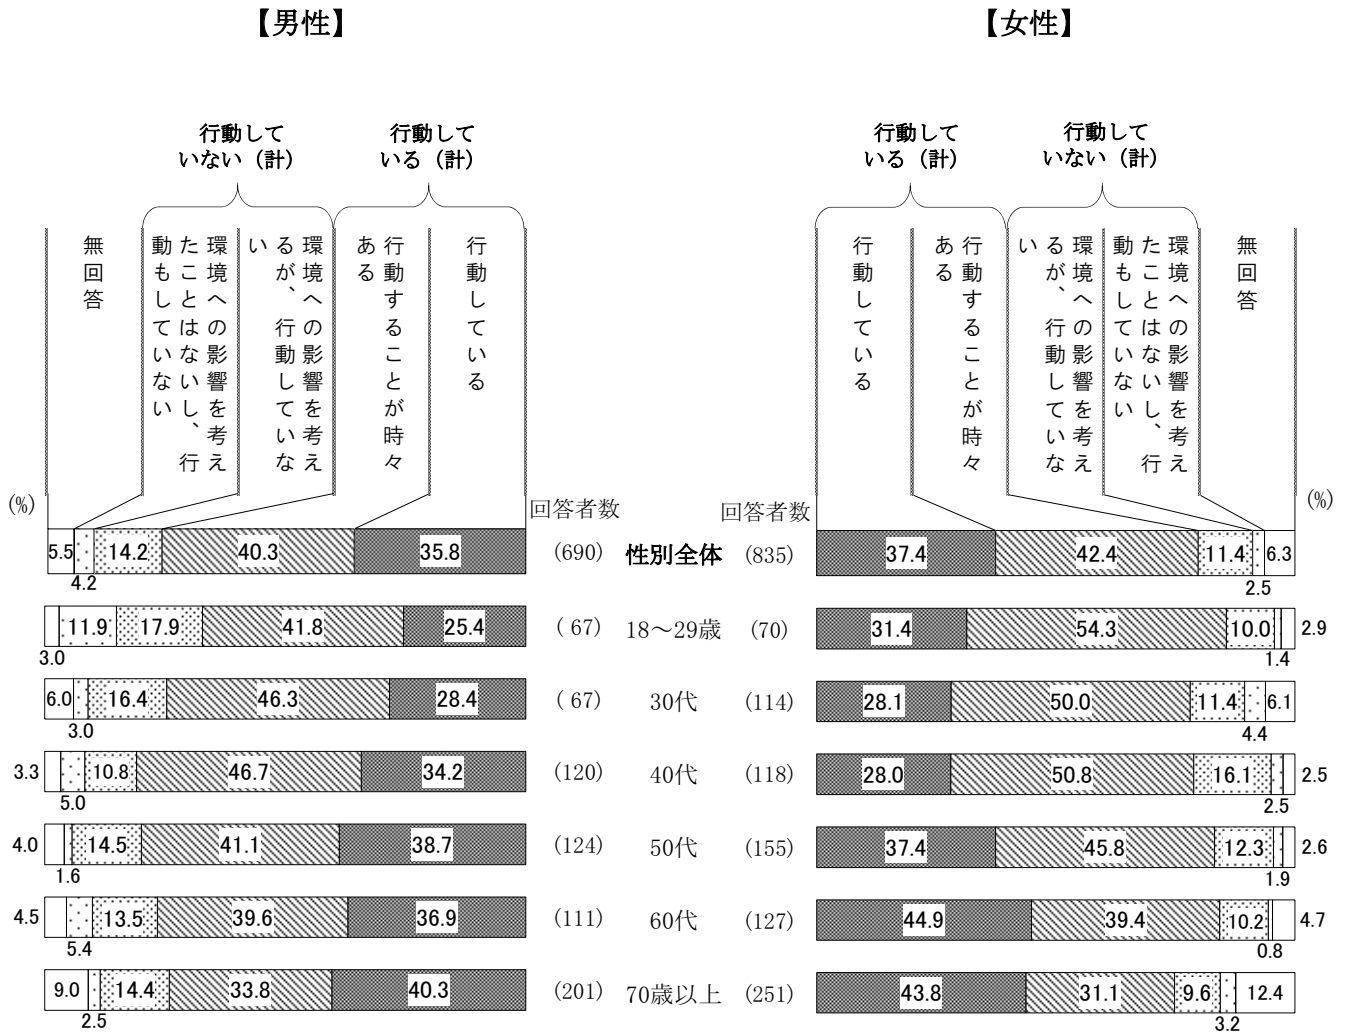 【男性】
【女性】
行動して
いない（計）
行動して
いる（計）
行動して
いる（計）
行動して
いない（計）
無回答
環境への影響を考え
たことはないし、行
動もしていない
環境への影響を考え
るが、行動していな
い
行動することが時々
ある
行動している
行動している
行動することが時々
ある
環境への影響を考え
るが、行動していな
い
環境への影響を考え
たことはないし、行
動もしていない
無回答
(%) 回答者数 回答者数 (%)
5.5 14.2 40.3 35.8 (690) 性別全体 (835) 37.4 42.4 11.4 6.3
4.2 2.5
11.9 17.9 41.8 25.4 ( 67) 18～29歳 (70) 31.4 54.3 10.0 2.9
3.0 1.4
6.0 16.4 46.3 28.4 ( 67) 30代 (114) 28.1 50.0 11.4 6.1
3.0 4.4
3.3 10.8 46.7 34.2 (120) 40代 (118) 28.0 50.8 16.1 2.5
5.0 2.5
4.0 14.5 41.1 38.7 (124) 50代 (155) 37.4 45.8 12.3 2.6
1.6 1.9
4.5 13.5 39.6 36.9 (111) 60代 (127) 44.9 39.4 10.2 4.7
5.4 0.8
9.0 14.4 33.8 40.3 (201) 70歳以上 (251) 43.8 31.1 9.6 12.4
2.5 3.2